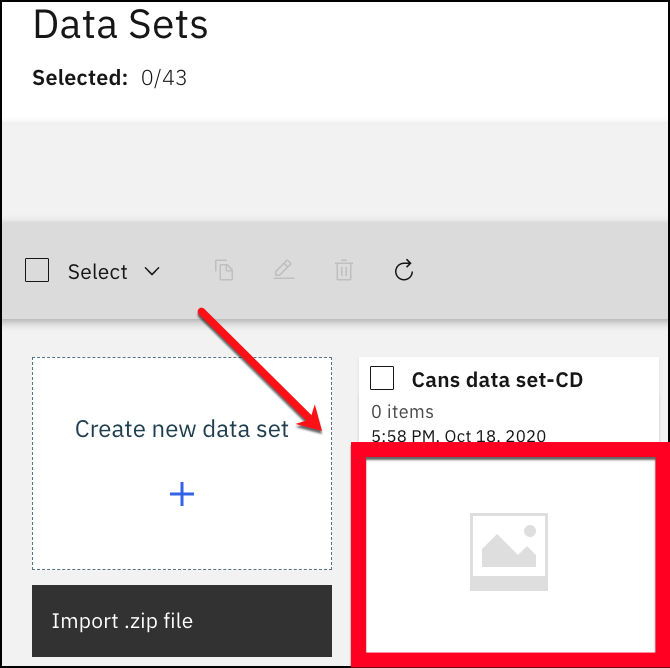 Data Sets
Selected: 0/43
Select
Create new data set
Import .zip file
Cans data set-CD
0 items
5:58 PM, Oct 18, 2020